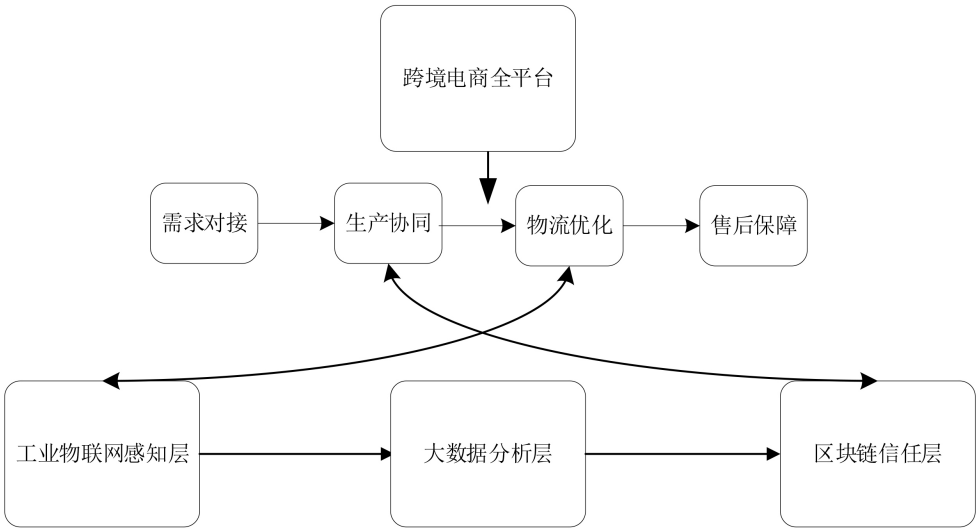 跨境电商全平台
需求对接
生产协同
物流优化
售后保障
工业物联网感知层
大数据分析层
区块链信任层